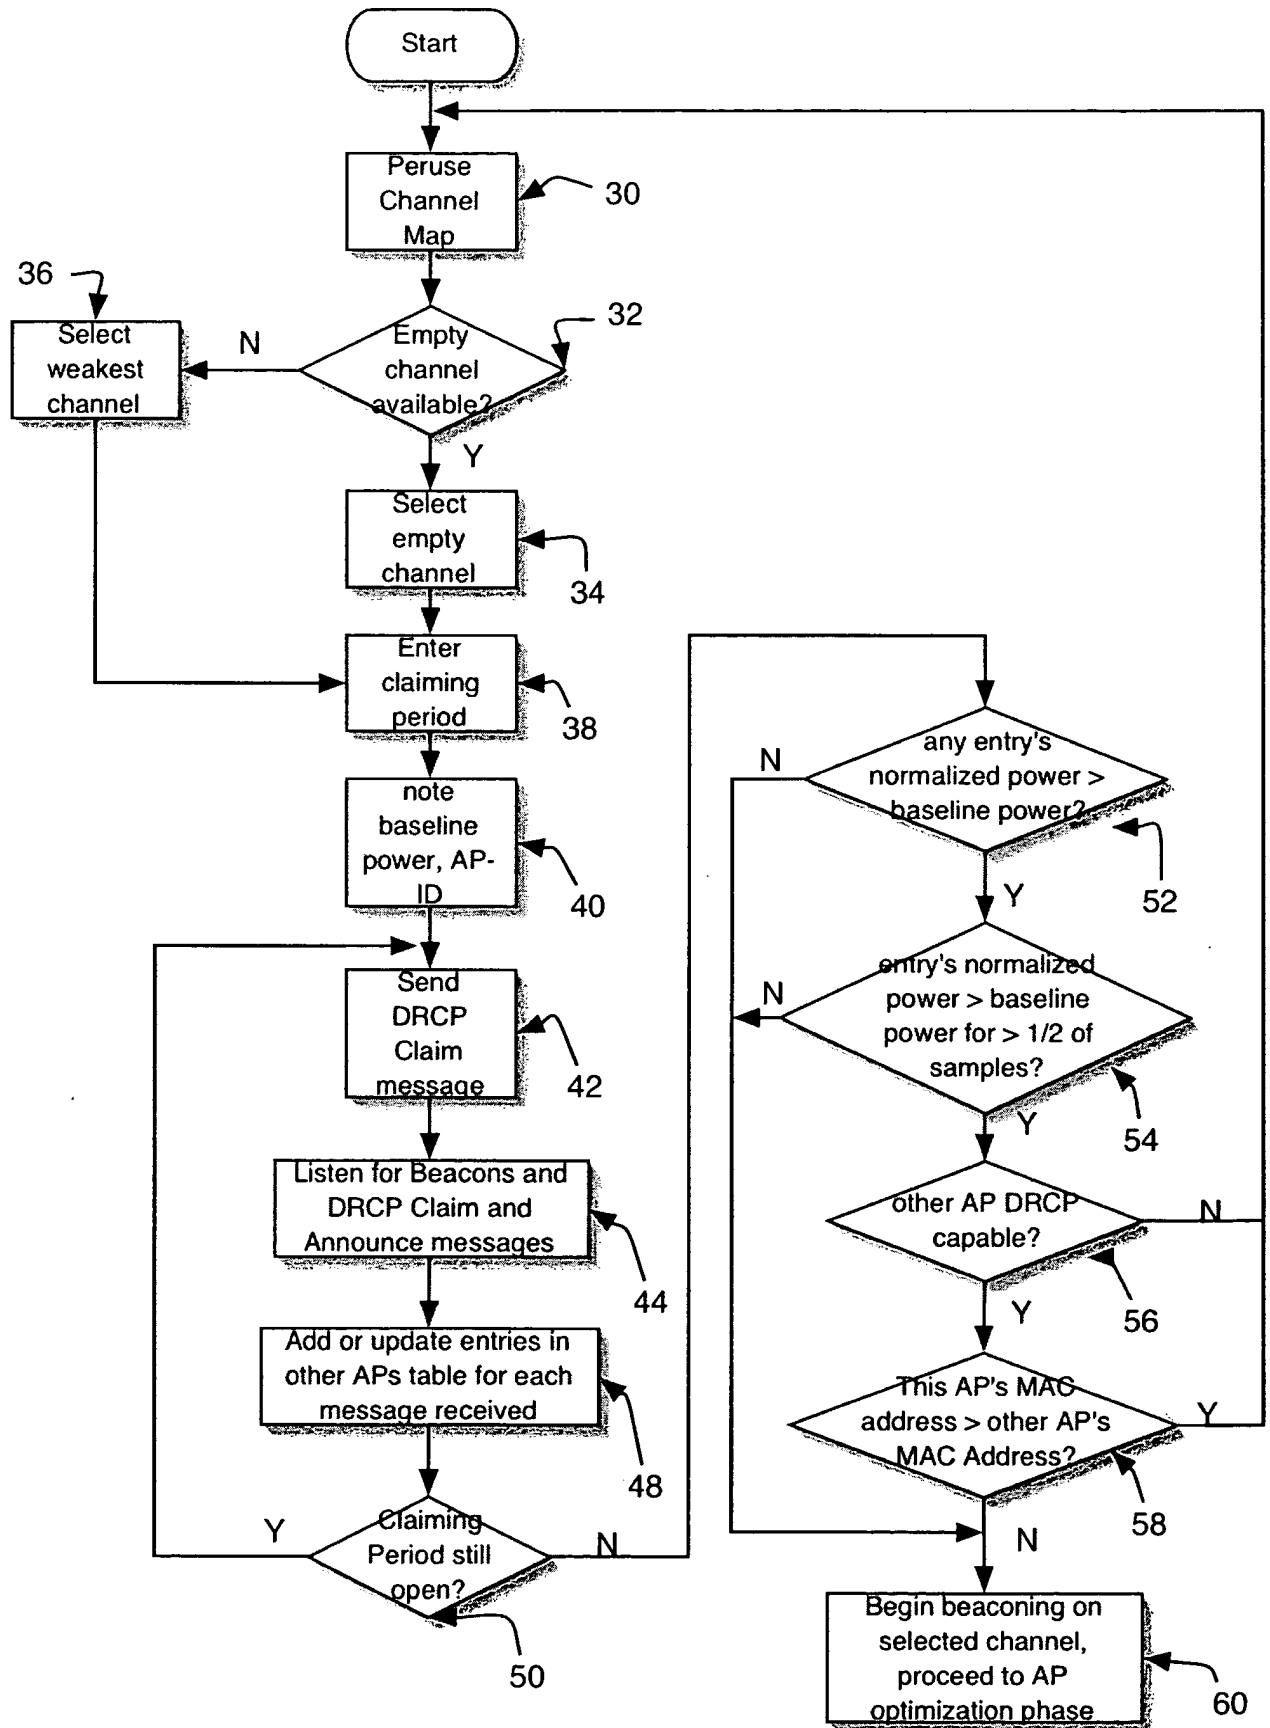 Start
Peruse
Channel
Map
30
36
Select
weakest
channel
N
Empty
channel
available?
32
Y
Select
empty
channel
34
Enter
claiming
period
38
note
baseline
power, AP-
ID
40
Send
DRCP
Claim
message
42
Listen for Beacons and
DRCP Claim and
Announce messages
44
Add or update entries in
other APs table for each
message received
48
Y
Claiming
Period still
open?
N
50
N
any entry's
normalized power >
baseline power?
52
Y
N
entry's normalized
power > baseline
power for > 1/2 of
samples?
54
Y
other AP DRCP
capable?
N
56
Y
This AP's MAC
address > other AP's
MAC Address?
Y
58
N
Begin beaconing on
selected channel,
proceed to AP
optimization phase
60